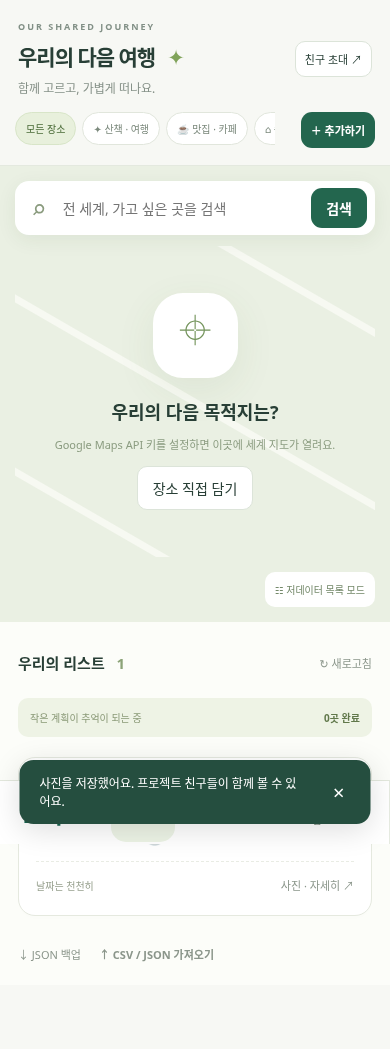 OUR SHARED JOURNEY
우리의 다음 여행 ✦
친구 초대 ↗
함께 고르고, 가볍게 떠나요.
모든 장소
✦ 산책 · 여행
☕ 맛집 · 카페
+ 추가하기
전 세계, 가고 싶은 곳을 검색
검색
우리의 다음 목적지는?
Google Maps API 키를 설정하면 이곳에 세계 지도가 열려요.
장소 직접 담기
☷ 저데이터 목록 모드
우리의 리스트 1
↻ 새로고침
작은 계획이 추억이 되는 중
0곳 완료
사진을 저장했어요. 프로젝트 친구들이 함께 볼 수 있
어요.
✕
날짜는 천천히
사진 · 자세히 ↗
↓ JSON 백업
↑ CSV / JSON 가져오기